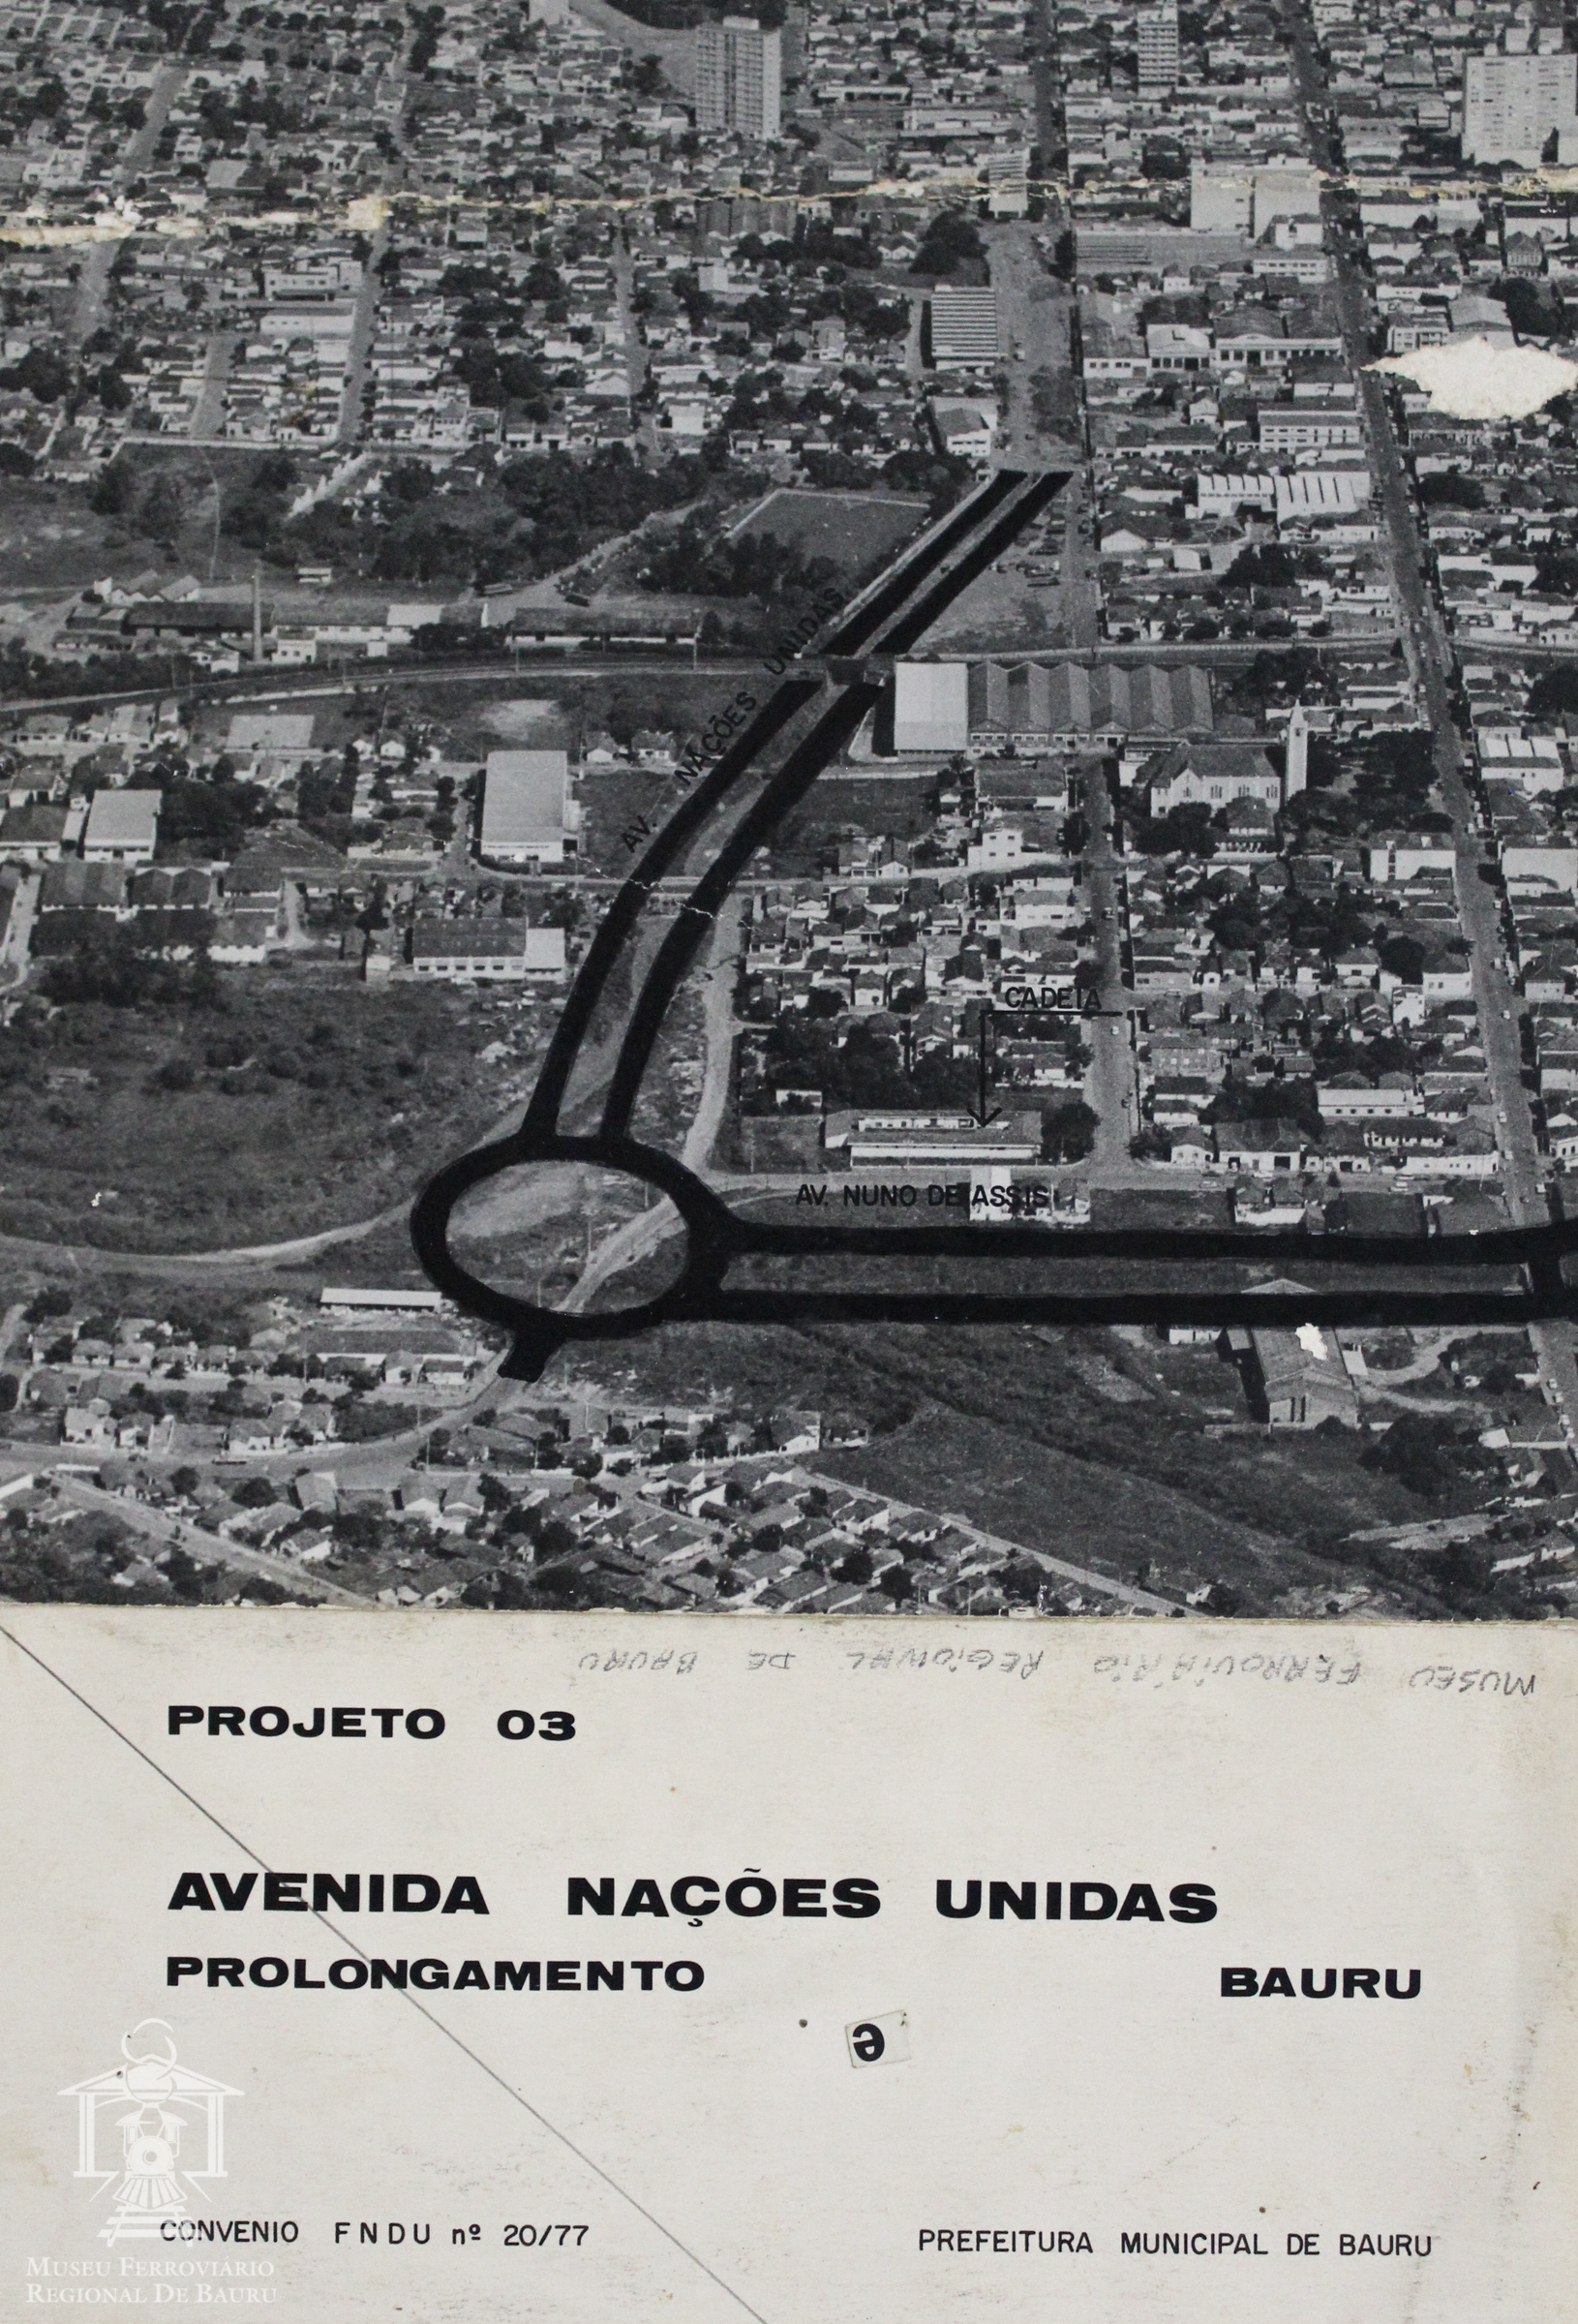 AV. NAÇÕES UNIDAS
CADEIA
AV. NUNO DE ASSIS
MUSEU FERROVIÁRIO REGIONAL DE BAURU
PROJETO 03
AVENIDA NAÇÕES UNIDAS
PROLONGAMENTO BAURU
e
CONVENIO FNDU nº 20/77 PREFEITURA MUNICIPAL DE BAURU
MUSEU FERROVIÁRIO
REGIONAL DE BAURU